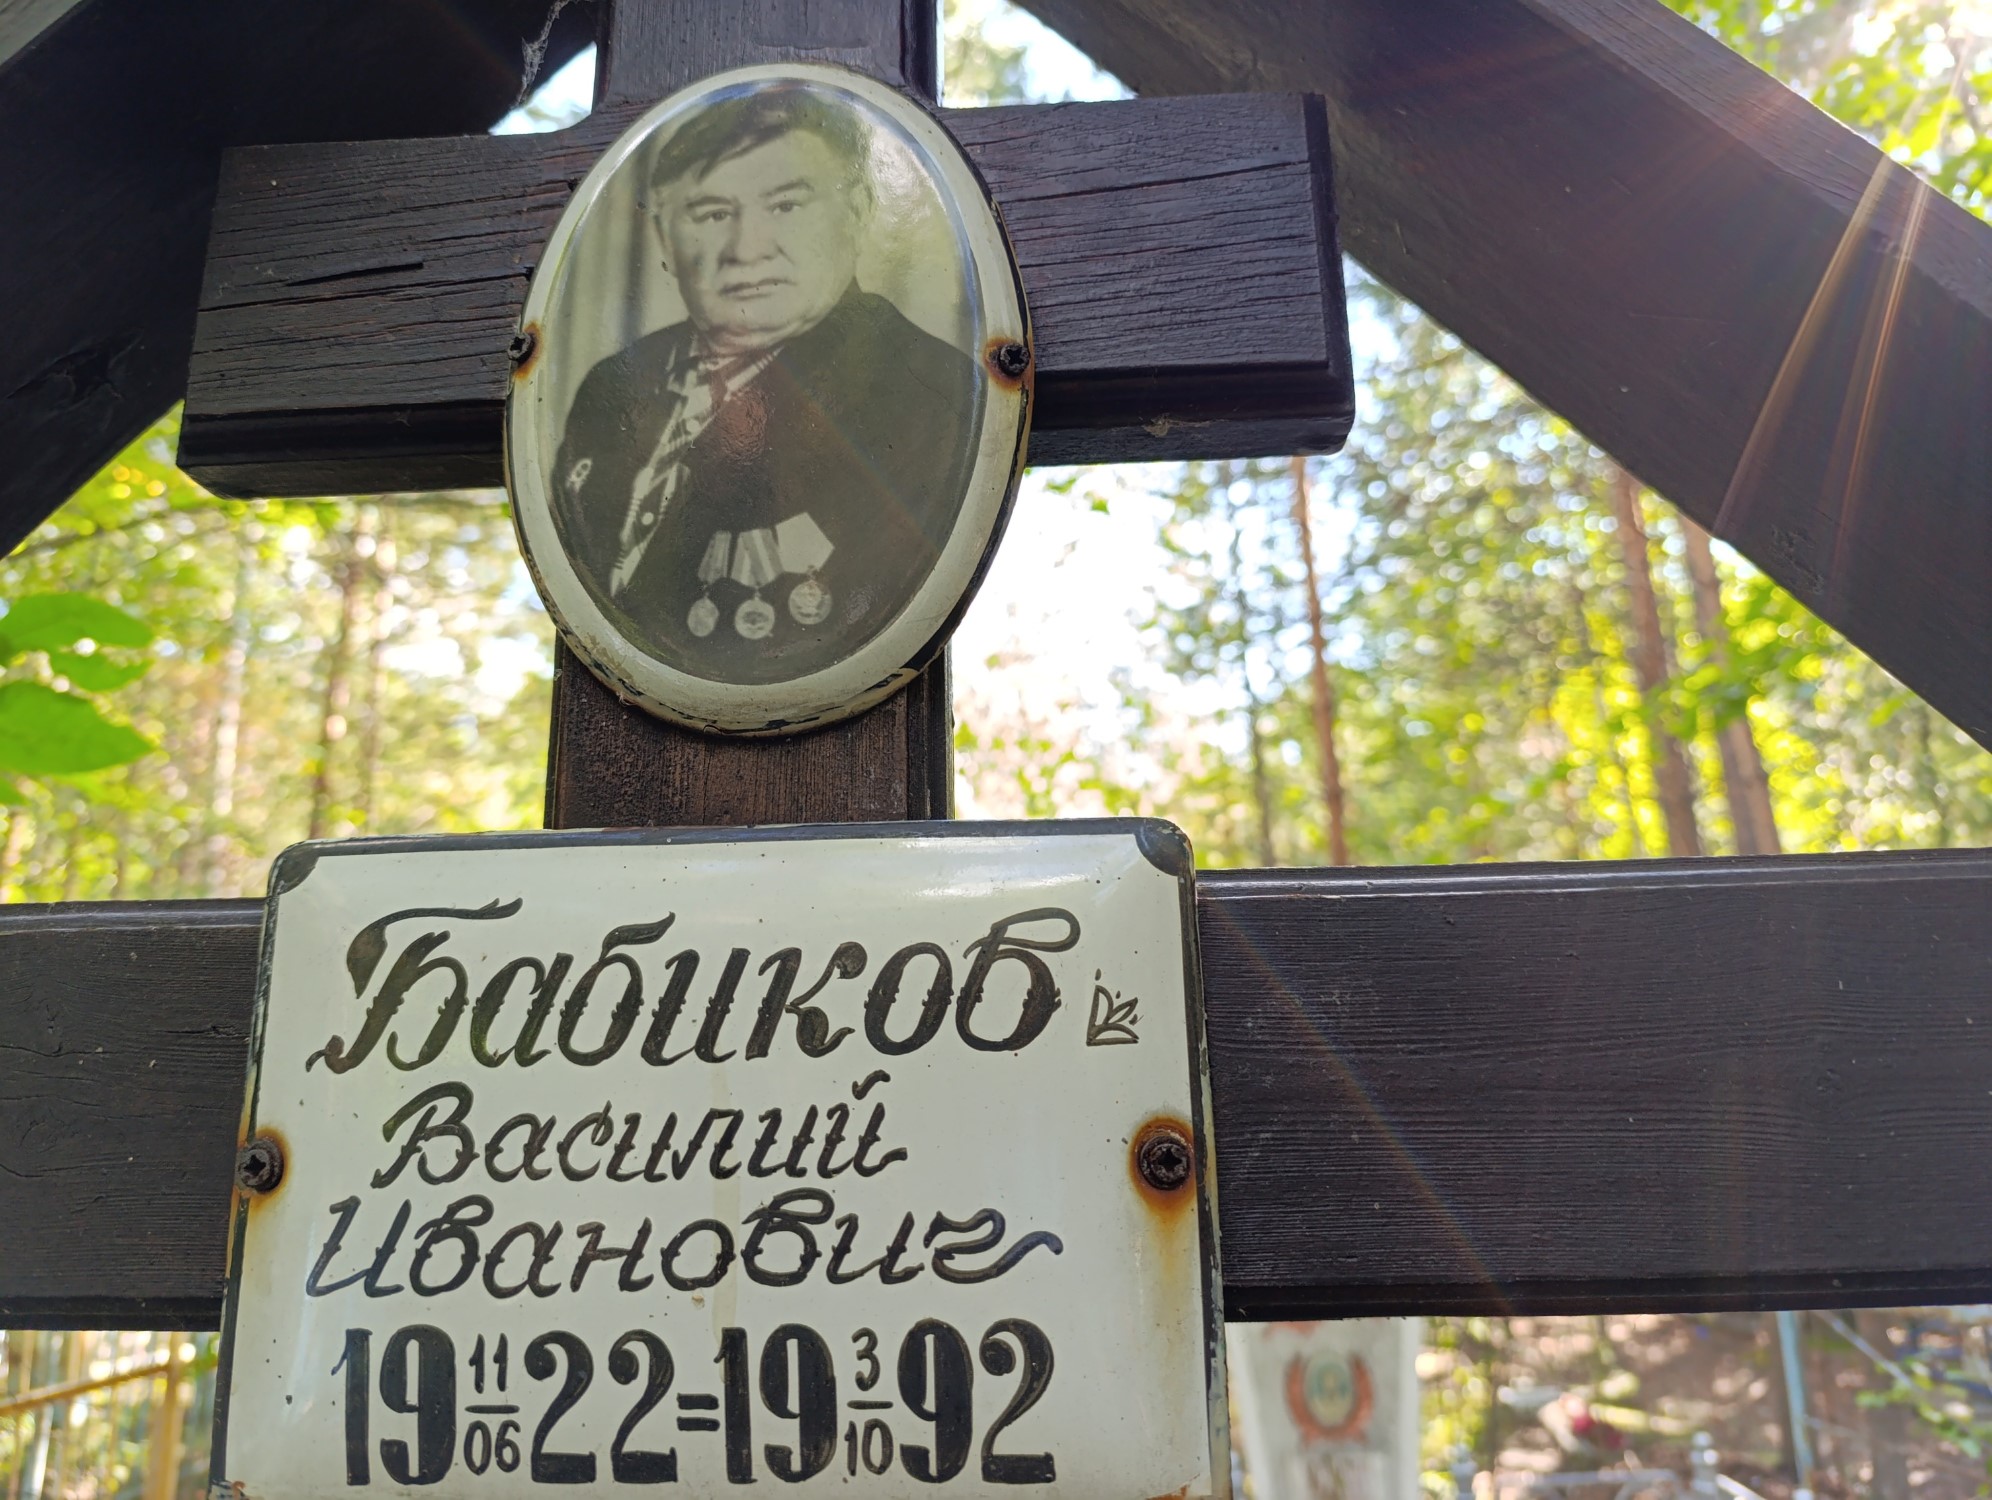 Бабиков
Василий
Иванович
19 11/06 22=19 3/10 92